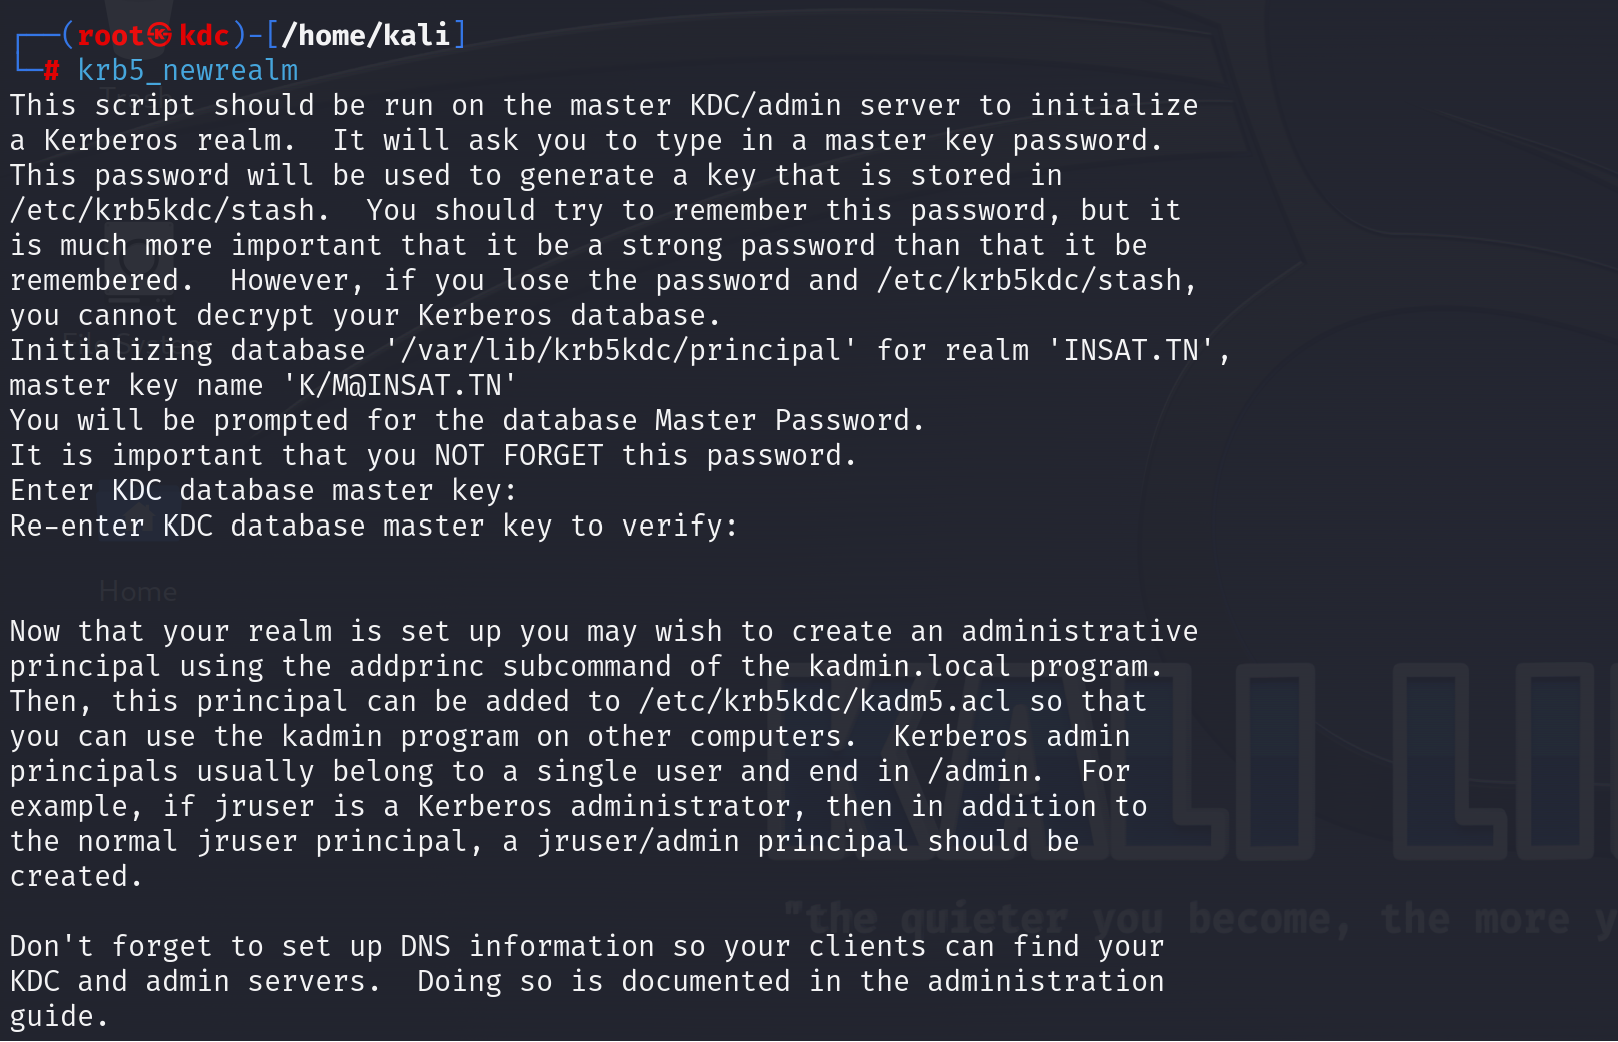 ┌──(root㉿kdc)-[/home/kali]
└─# krb5_newrealm
This script should be run on the master KDC/admin server to initialize
a Kerberos realm.  It will ask you to type in a master key password.
This password will be used to generate a key that is stored in
/etc/krb5kdc/stash.  You should try to remember this password, but it
is much more important that it be a strong password than that it be
remembered.  However, if you lose the password and /etc/krb5kdc/stash,
you cannot decrypt your Kerberos database.
Initializing database '/var/lib/krb5kdc/principal' for realm 'INSAT.TN',
master key name 'K/M@INSAT.TN'
You will be prompted for the database Master Password.
It is important that you NOT FORGET this password.
Enter KDC database master key:
Re-enter KDC database master key to verify:
Home
Now that your realm is set up you may wish to create an administrative
principal using the addprinc subcommand of the kadmin.local program.
Then, this principal can be added to /etc/krb5kdc/kadm5.acl so that
you can use the kadmin program on other computers.  Kerberos admin
principals usually belong to a single user and end in /admin.  For
example, if jruser is a Kerberos administrator, then in addition to
the normal jruser principal, a jruser/admin principal should be
created.
KALI LI
"the quieter you become, the more y
Don't forget to set up DNS information so your clients can find your
KDC and admin servers.  Doing so is documented in the administration
guide.
Trash
File System